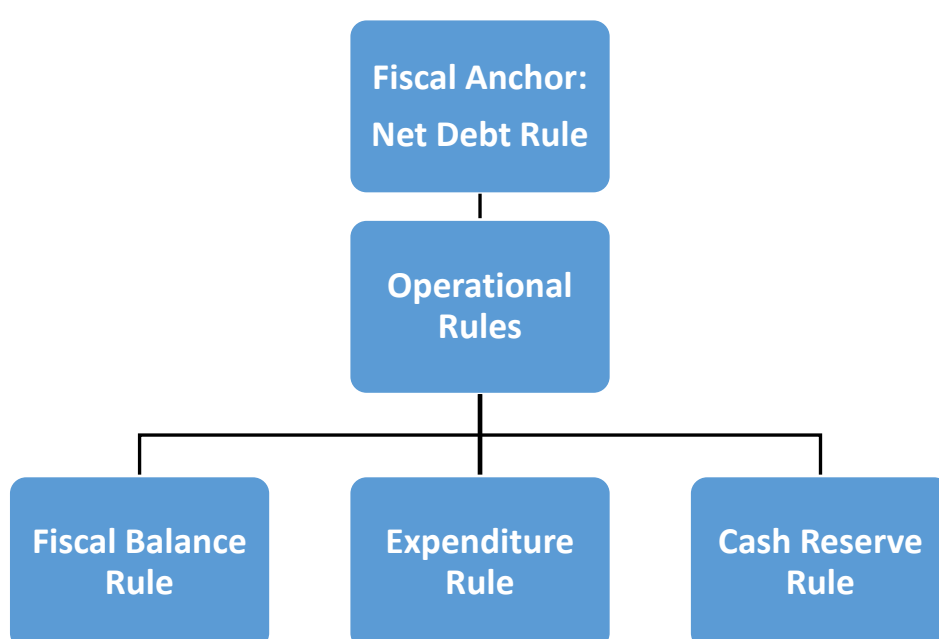 Fiscal Anchor:
Net Debt Rule
Operational
Rules
Fiscal Balance
Rule
Expenditure
Rule
Cash Reserve
Rule